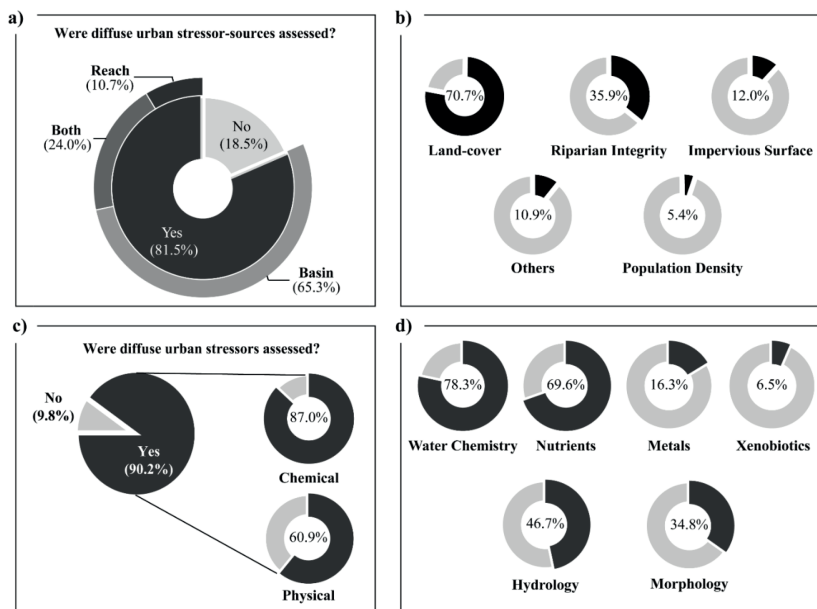 a)
Were diffuse urban stressor-sources assessed?
Reach
(10.7%)
Both
(24.0%)
No
(18.5%)
Yes
(81.5%)
Basin
(65.3%)
b)
70.7%
35.9%
12.0%
Land-cover
Riparian Integrity
Impervious Surface
10.9%
5.4%
Others
Population Density
c)
Were diffuse urban stressors assessed?
No
(9.8%)
Yes
(90.2%)
87.0%
Chemical
60.9%
Physical
d)
78.3%
69.6%
16.3%
6.5%
Water Chemistry
Nutrients
Metals
Xenobiotics
46.7%
34.8%
Hydrology
Morphology